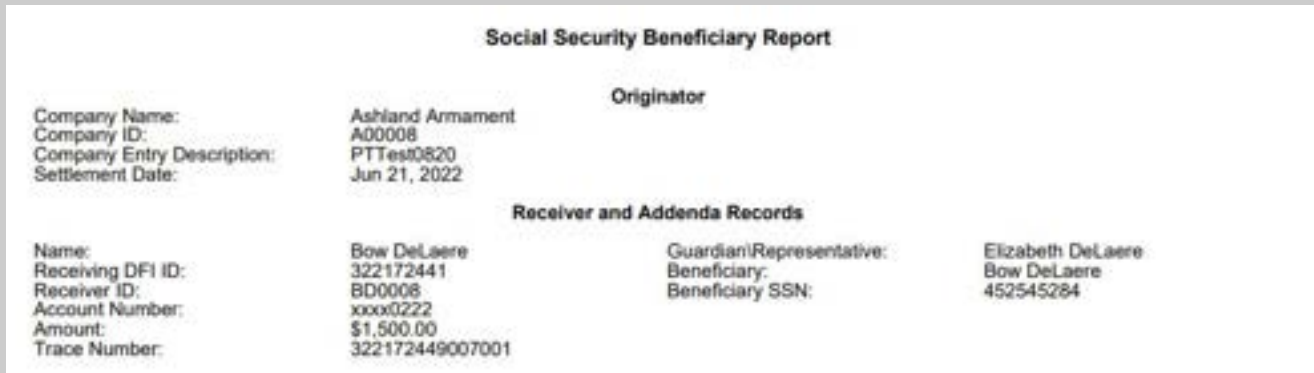 Social Security Beneficiary Report
Originator
Company Name: Ashland Armament
Company ID: A00008
Company Entry Description: PTTest0820
Settlement Date: Jun 21, 2022
Receiver and Addenda Records
Name: Bow DeLaere Guardian\Representative: Elizabeth DeLaere
Receiving DFI ID: 322172441 Beneficiary: Bow DeLaere
Receiver ID: BD0008 Beneficiary SSN: 452545284
Account Number: xxxx0222
Amount: $1,500.00
Trace Number: 322172449007001